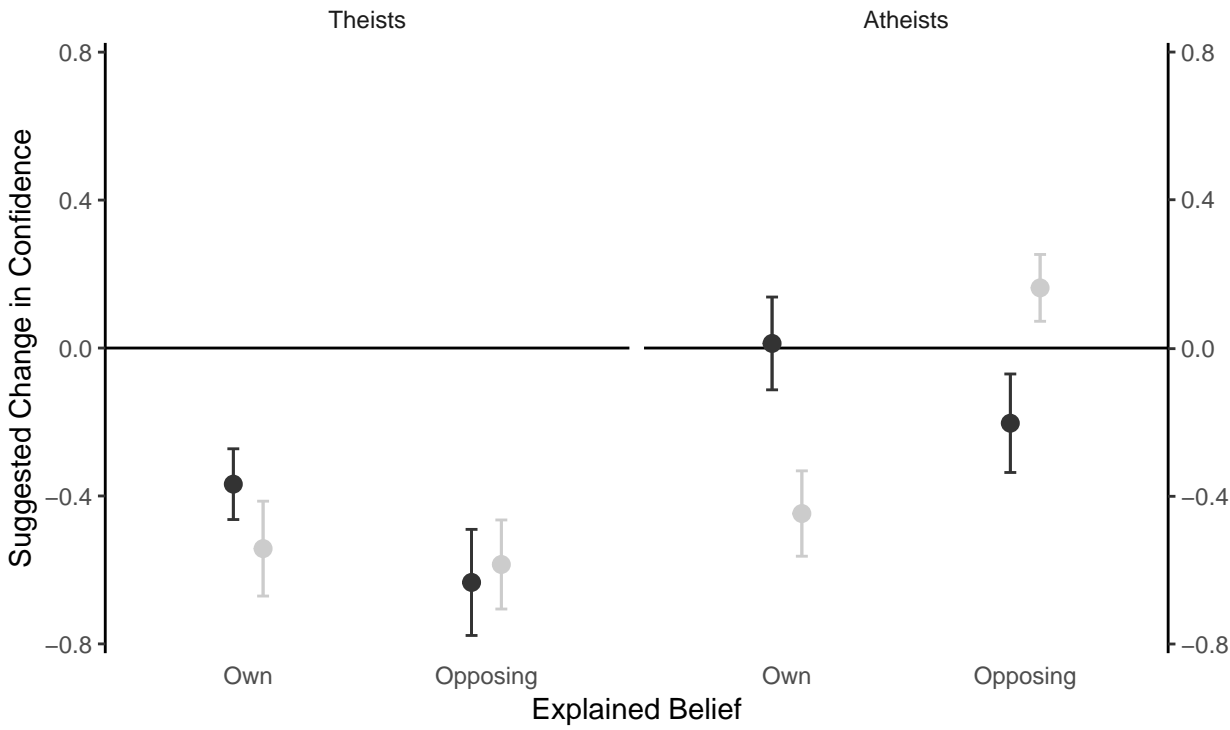 Theists
Atheists
0.8
0.8
0.4
0.4
0.0
0.0
−0.4
−0.4
−0.8
−0.8
Suggested Change in Confidence
Own
Opposing
Own
Opposing
Explained Belief